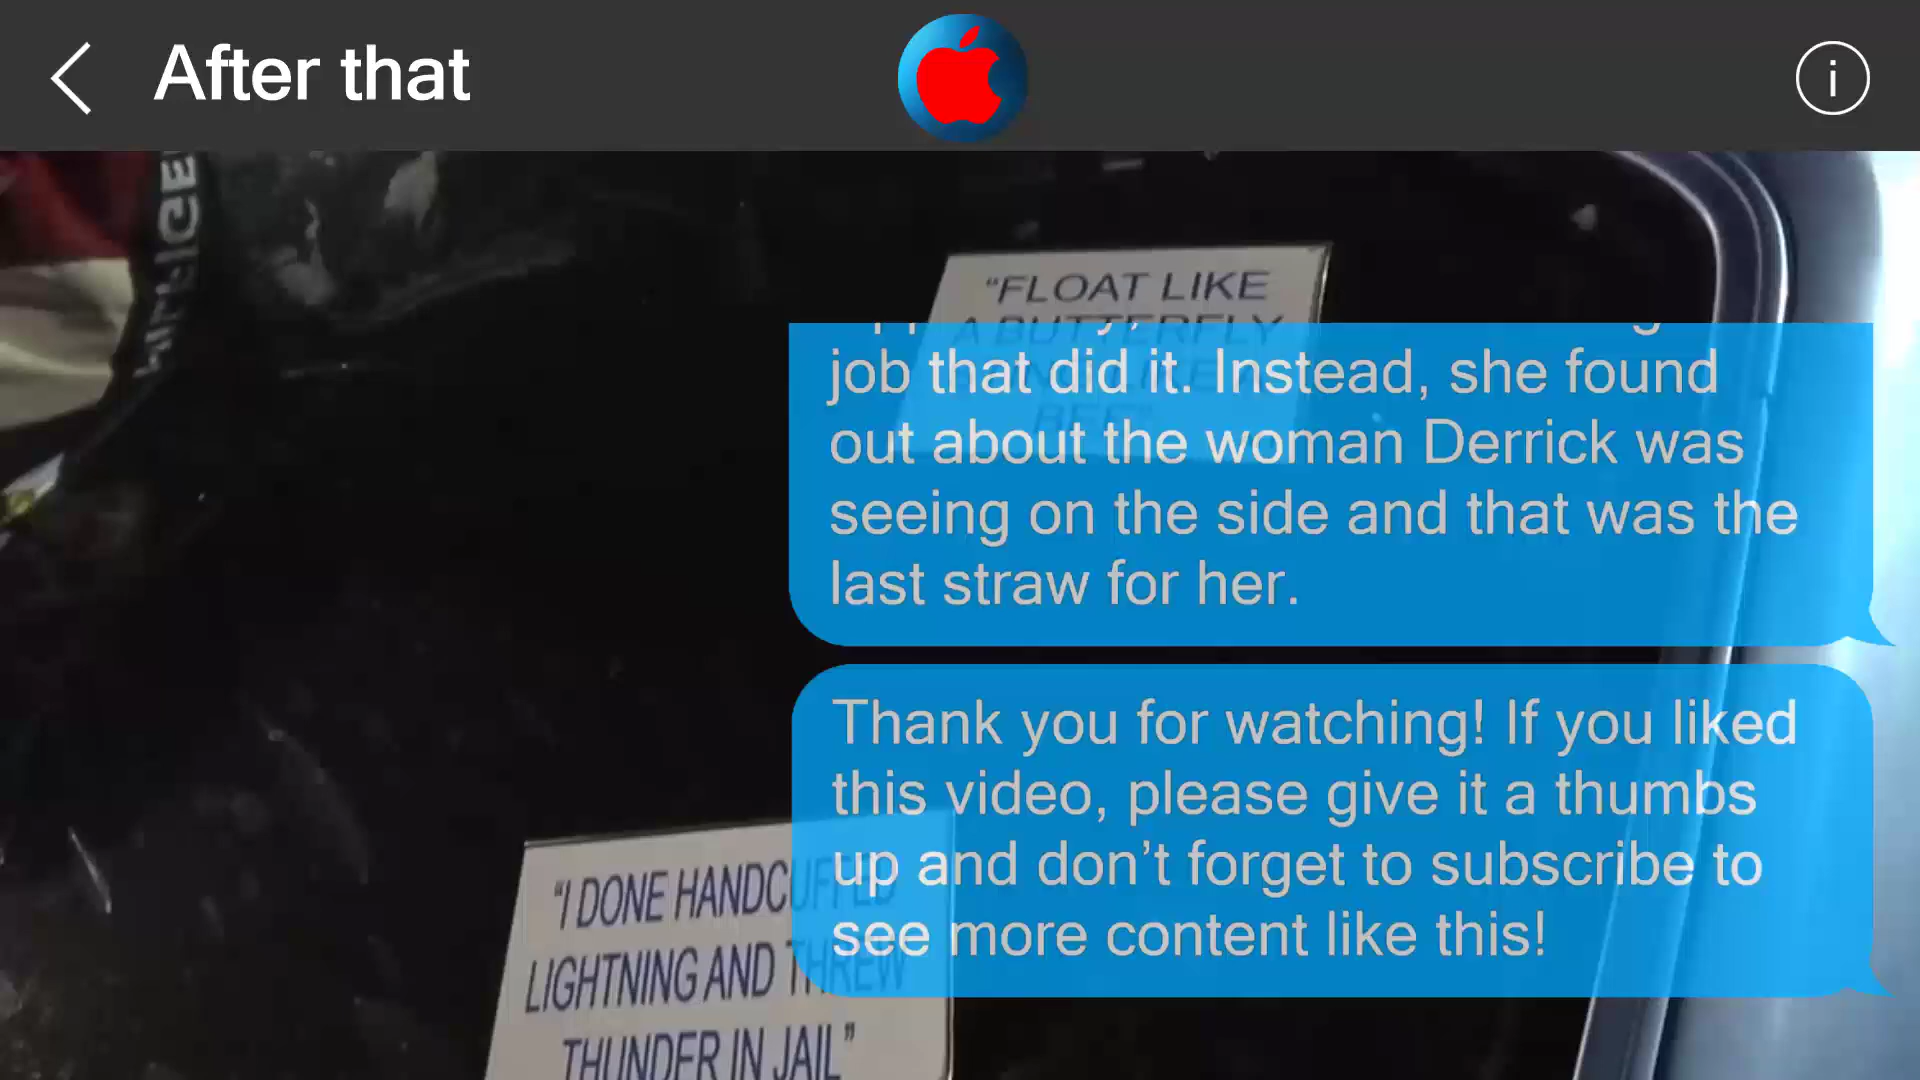 After that
"FLOAT LIKE
A BUTTERFLY
job that did it. Instead, she found
out about the woman Derrick was
seeing on the side and that was the
last straw for her.
Thank you for watching! If you liked
this video, please give it a thumbs
up and don't forget to subscribe to
see more content like this!
"I DONE HANDCUFFED
LIGHTNING AND THREW
THUNDER IN JAIL"